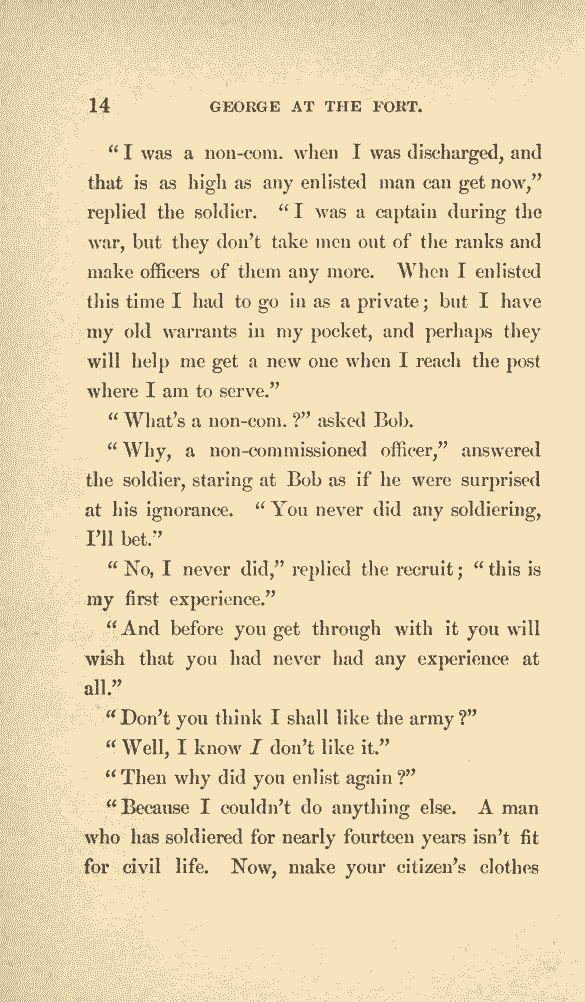 14 GEORGE AT THE FORT.
“I was a non-com. when I was discharged, and
that is as high as any enlisted man can get now,”
replied the soldier. “I was a captain during the
war, but they don’t take men out of the ranks and
make officers of them any more. When I enlisted
this time I had to go in as a private; but I have
my old warrants in my pocket, and perhaps they
will help me get a new one when I reach the post
where I am to serve.”
“What’s a non-com.?” asked Bob.
“Why, a non-commissioned officer,” answered
the soldier, staring at Bob as if he were surprised
at his ignorance. “You never did any soldiering,
I’ll bet.”
“No, I never did,” replied the recruit; “this is
my first experience.”
“And before you get through with it you will
wish that you had never had any experience at
all.”
“Don’t you think I shall like the army?”
“Well, I know I don’t like it.”
“Then why did you enlist again?”
“Because I couldn’t do anything else. A man
who has soldiered for nearly fourteen years isn’t fit
for civil life. Now, make your citizen’s clothes